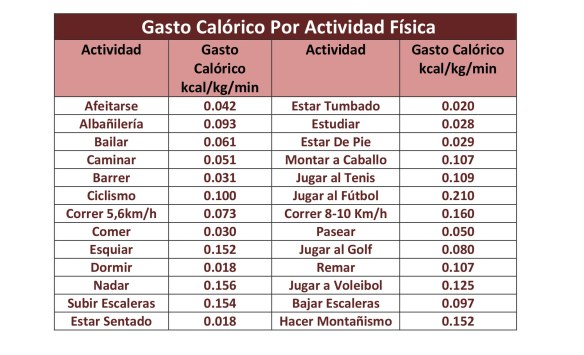 Gasto Calórico Por Actividad Física
Actividad Gasto Calórico kcal/kg/min Actividad Gasto Calórico kcal/kg/min
Afeitarse 0.042 Estar Tumbado 0.020
Albañilería 0.093 Estudiar 0.028
Bailar 0.061 Estar De Pie 0.029
Caminar 0.051 Montar a Caballo 0.107
Barrer 0.031 Jugar al Tenis 0.109
Ciclismo 0.100 Jugar al Fútbol 0.210
Correr 5,6km/h 0.073 Correr 8-10 Km/h 0.160
Comer 0.030 Pasear 0.050
Esquiar 0.152 Jugar al Golf 0.080
Dormir 0.018 Remar 0.107
Nadar 0.156 Jugar a Voleibol 0.125
Subir Escaleras 0.154 Bajar Escaleras 0.097
Estar Sentado 0.018 Hacer Montañismo 0.152